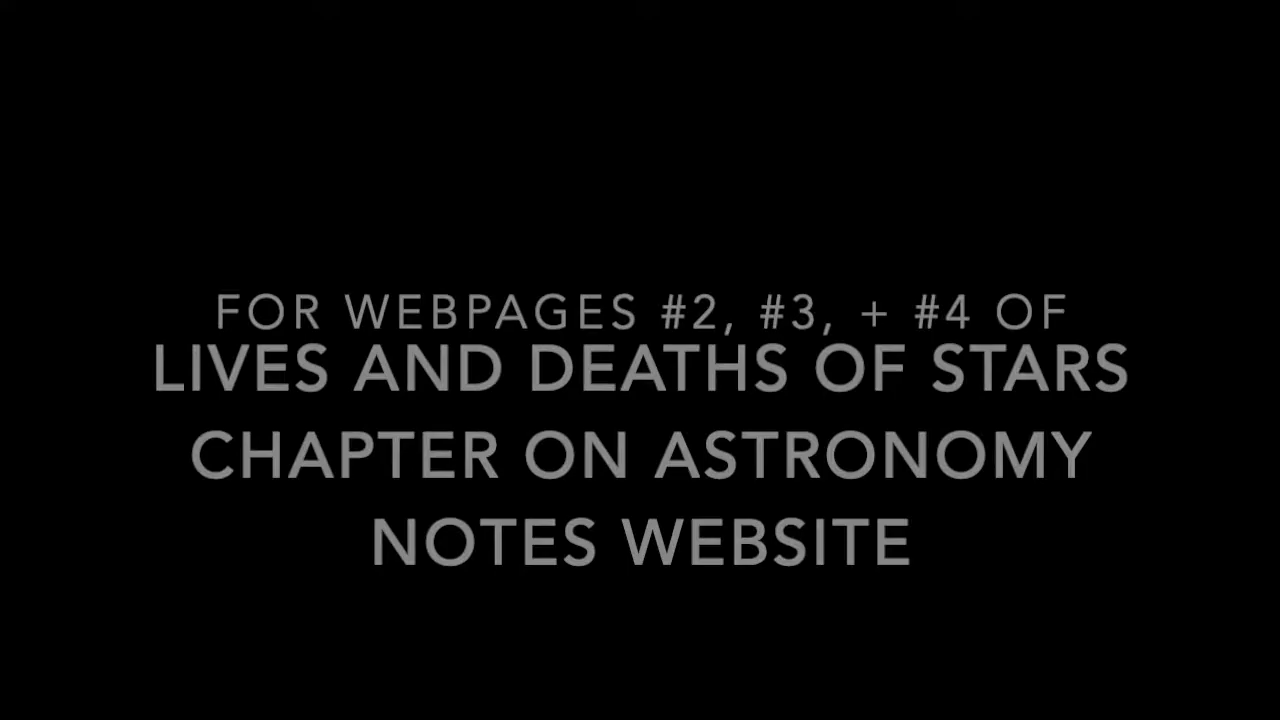 FOR WEBPAGES #2, #3, + #4 OF
LIVES AND DEATHS OF STARS
CHAPTER ON ASTRONOMY
NOTES WEBSITE